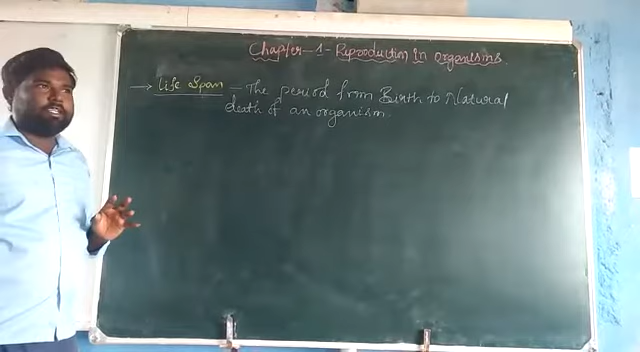 Chapter-1-Reproduction in organisms.
→ Life Span — The period from Birth to Natural
death of an organism.